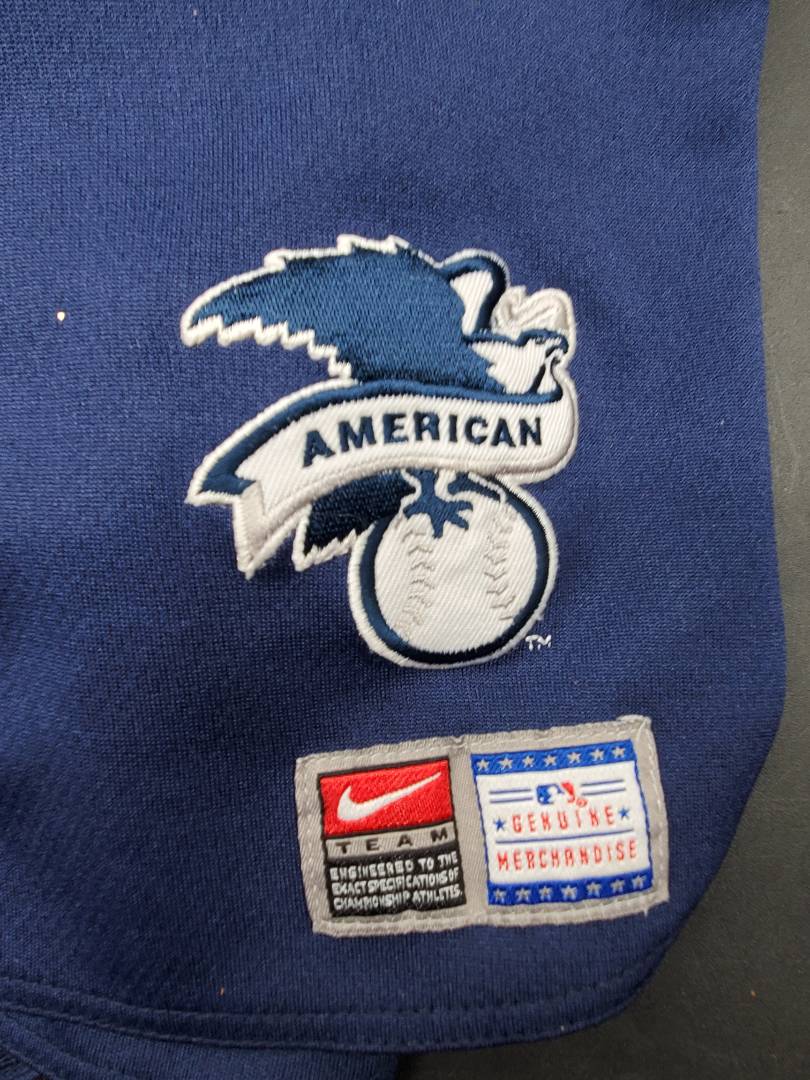 AMERICAN
TM
TEAM
ENGINEERED TO THE
EXACT SPECIFICATIONS OF
CHAMPIONSHIP ATHLETES.
GENUINE
MERCHANDISE